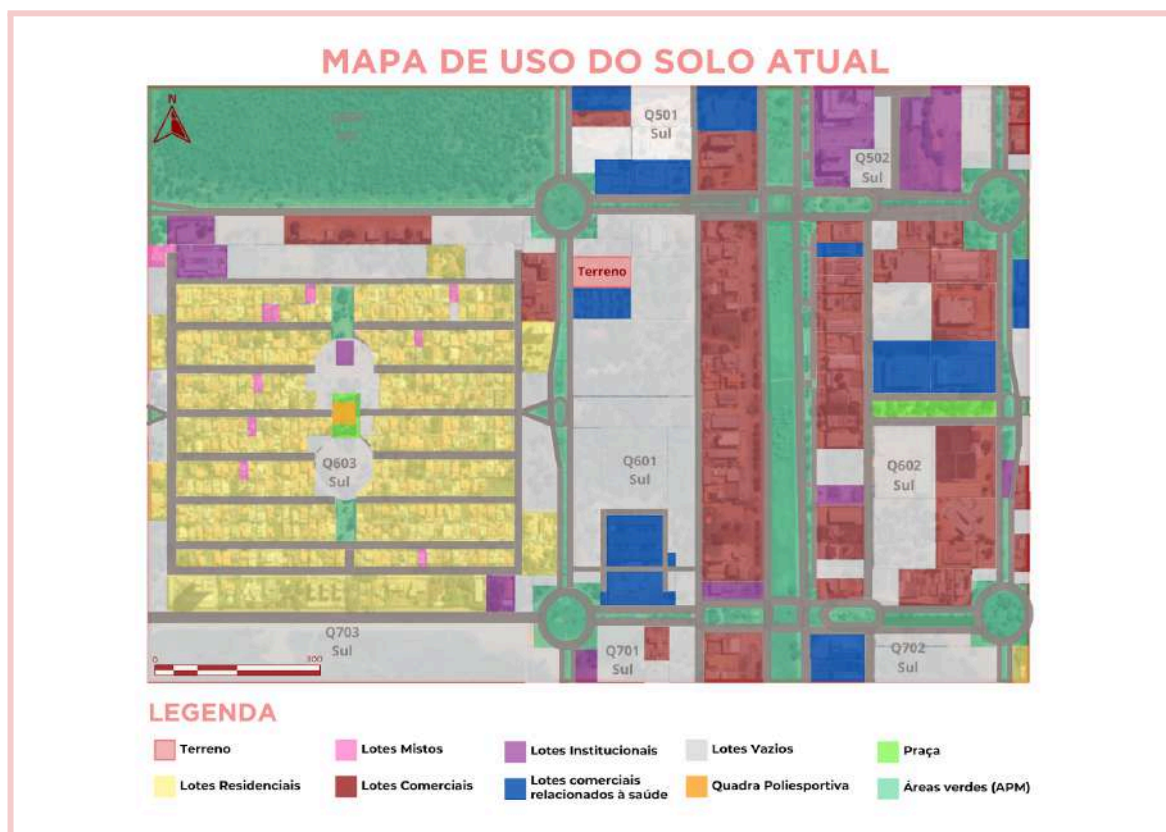 MAPA DE USO DO SOLO ATUAL
N
Q501
Sul
Q502
Sul
Terreno
Q603
Sul
Q601
Sul
Q602
Sul
Q703
Sul
Q701
Sul
Q702
Sul
0
300
LEGENDA
Terreno
Lotes Mistos
Lotes Institucionais
Lotes Vazios
Praça
Lotes Residenciais
Lotes Comerciais
Lotes comerciais
relacionados à saúde
Quadra Poliesportiva
Áreas verdes (APM)